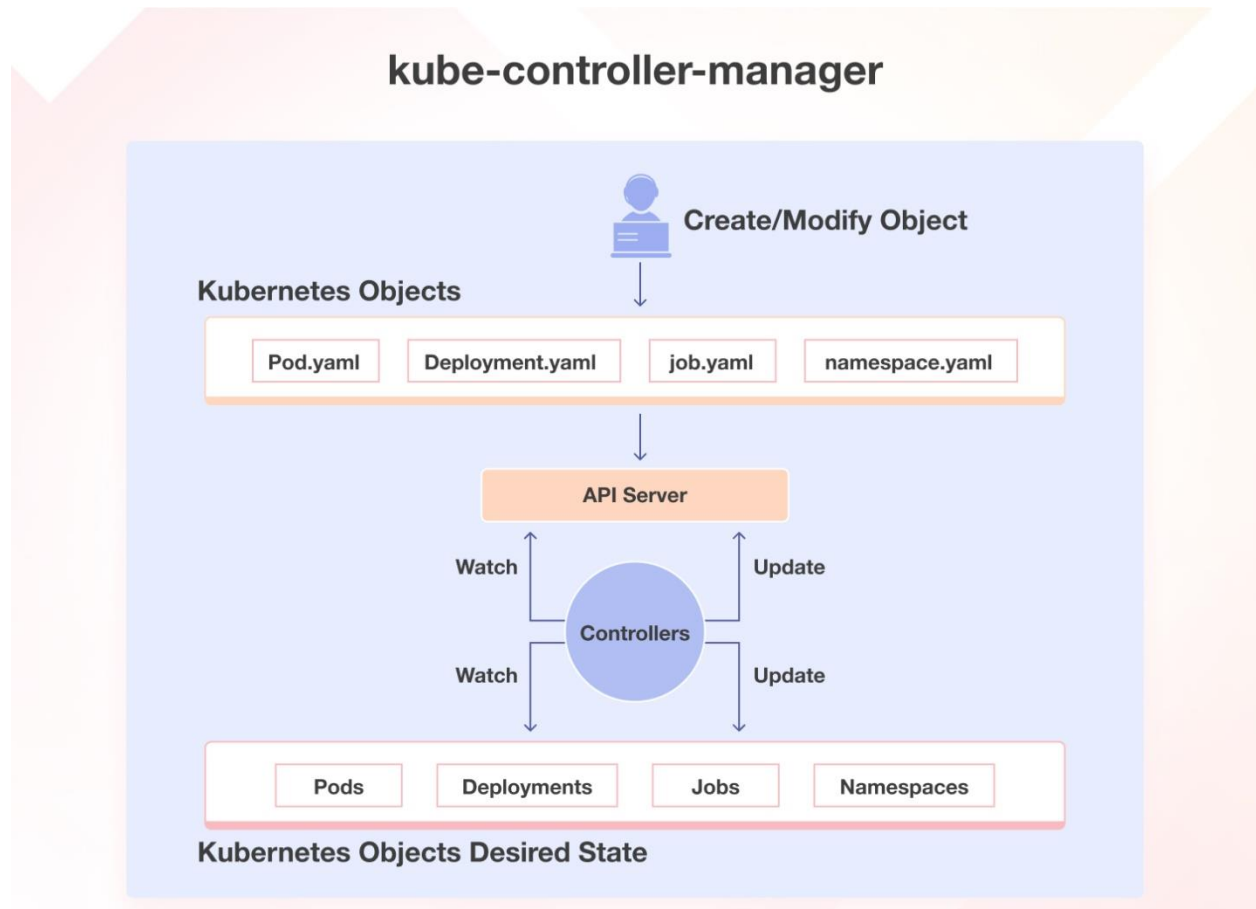 kube-controller-manager
Create/Modify Object
Kubernetes Objects
Pod.yaml
Deployment.yaml
job.yaml
namespace.yaml
API Server
Watch
Update
Controllers
Watch
Update
Pods
Deployments
Jobs
Namespaces
Kubernetes Objects Desired State